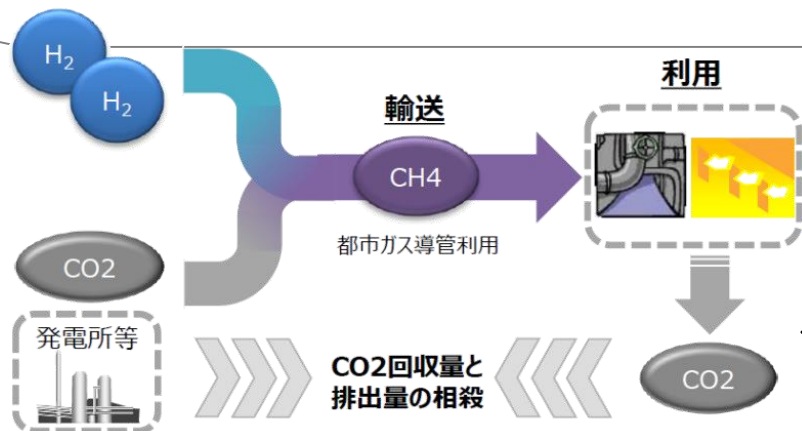 H2
H2
輸送
利用
CH4
都市ガス導管利用
CO2
発電所等
CO2回収量と
排出量の相殺
CO2